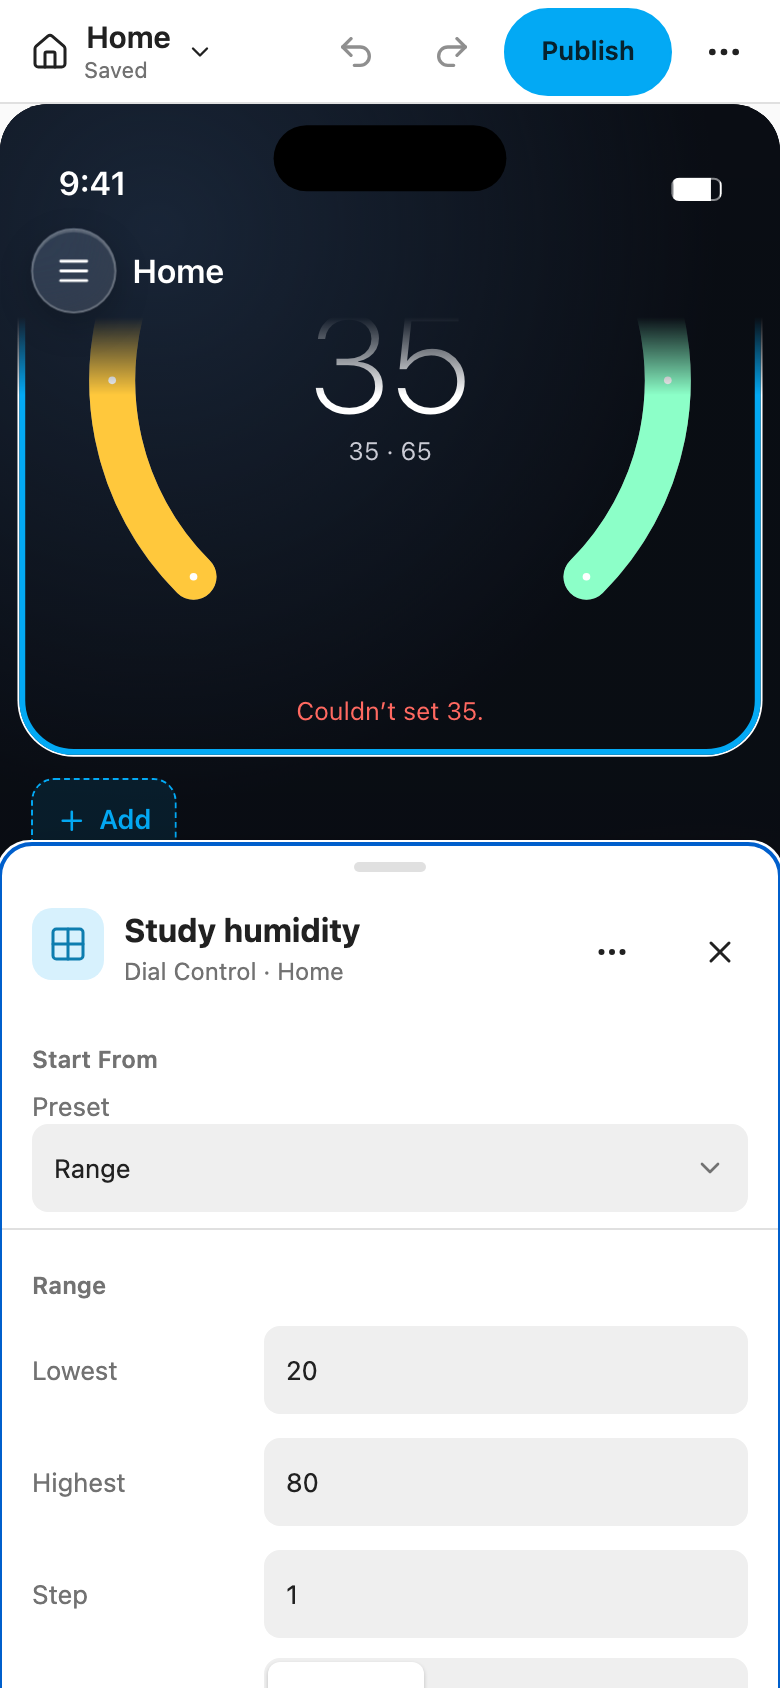 Home
Saved
Publish
9:41
Home
35
35 · 65
Couldn’t set 35.
Add
Study humidity
Dial Control · Home
Start From
Preset
Range
Range
Lowest
20
Highest
80
Step
1